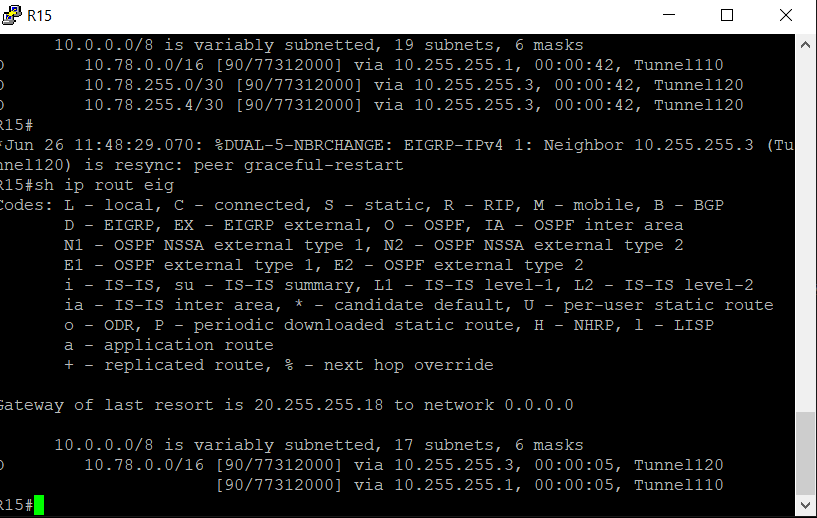 R15
      10.0.0.0/8 is variably subnetted, 19 subnets, 6 masks
D        10.78.0.0/16 [90/77312000] via 10.255.255.1, 00:00:42, Tunnel110
D        10.78.255.0/30 [90/77312000] via 10.255.255.3, 00:00:42, Tunnel120
D        10.78.255.4/30 [90/77312000] via 10.255.255.3, 00:00:42, Tunnel120
R15#
*Jun 26 11:48:29.070: %DUAL-5-NBRCHANGE: EIGRP-IPv4 1: Neighbor 10.255.255.3 (Tu
nnel120) is resync: peer graceful-restart
R15#sh ip rout eig
Codes: L - local, C - connected, S - static, R - RIP, M - mobile, B - BGP
       D - EIGRP, EX - EIGRP external, O - OSPF, IA - OSPF inter area
       N1 - OSPF NSSA external type 1, N2 - OSPF NSSA external type 2
       E1 - OSPF external type 1, E2 - OSPF external type 2
       i - IS-IS, su - IS-IS summary, L1 - IS-IS level-1, L2 - IS-IS level-2
       ia - IS-IS inter area, * - candidate default, U - per-user static route
       o - ODR, P - periodic downloaded static route, H - NHRP, l - LISP
       a - application route
       + - replicated route, % - next hop override
Gateway of last resort is 20.255.255.18 to network 0.0.0.0
      10.0.0.0/8 is variably subnetted, 17 subnets, 6 masks
D        10.78.0.0/16 [90/77312000] via 10.255.255.3, 00:00:05, Tunnel120
                      [90/77312000] via 10.255.255.1, 00:00:05, Tunnel110
R15#